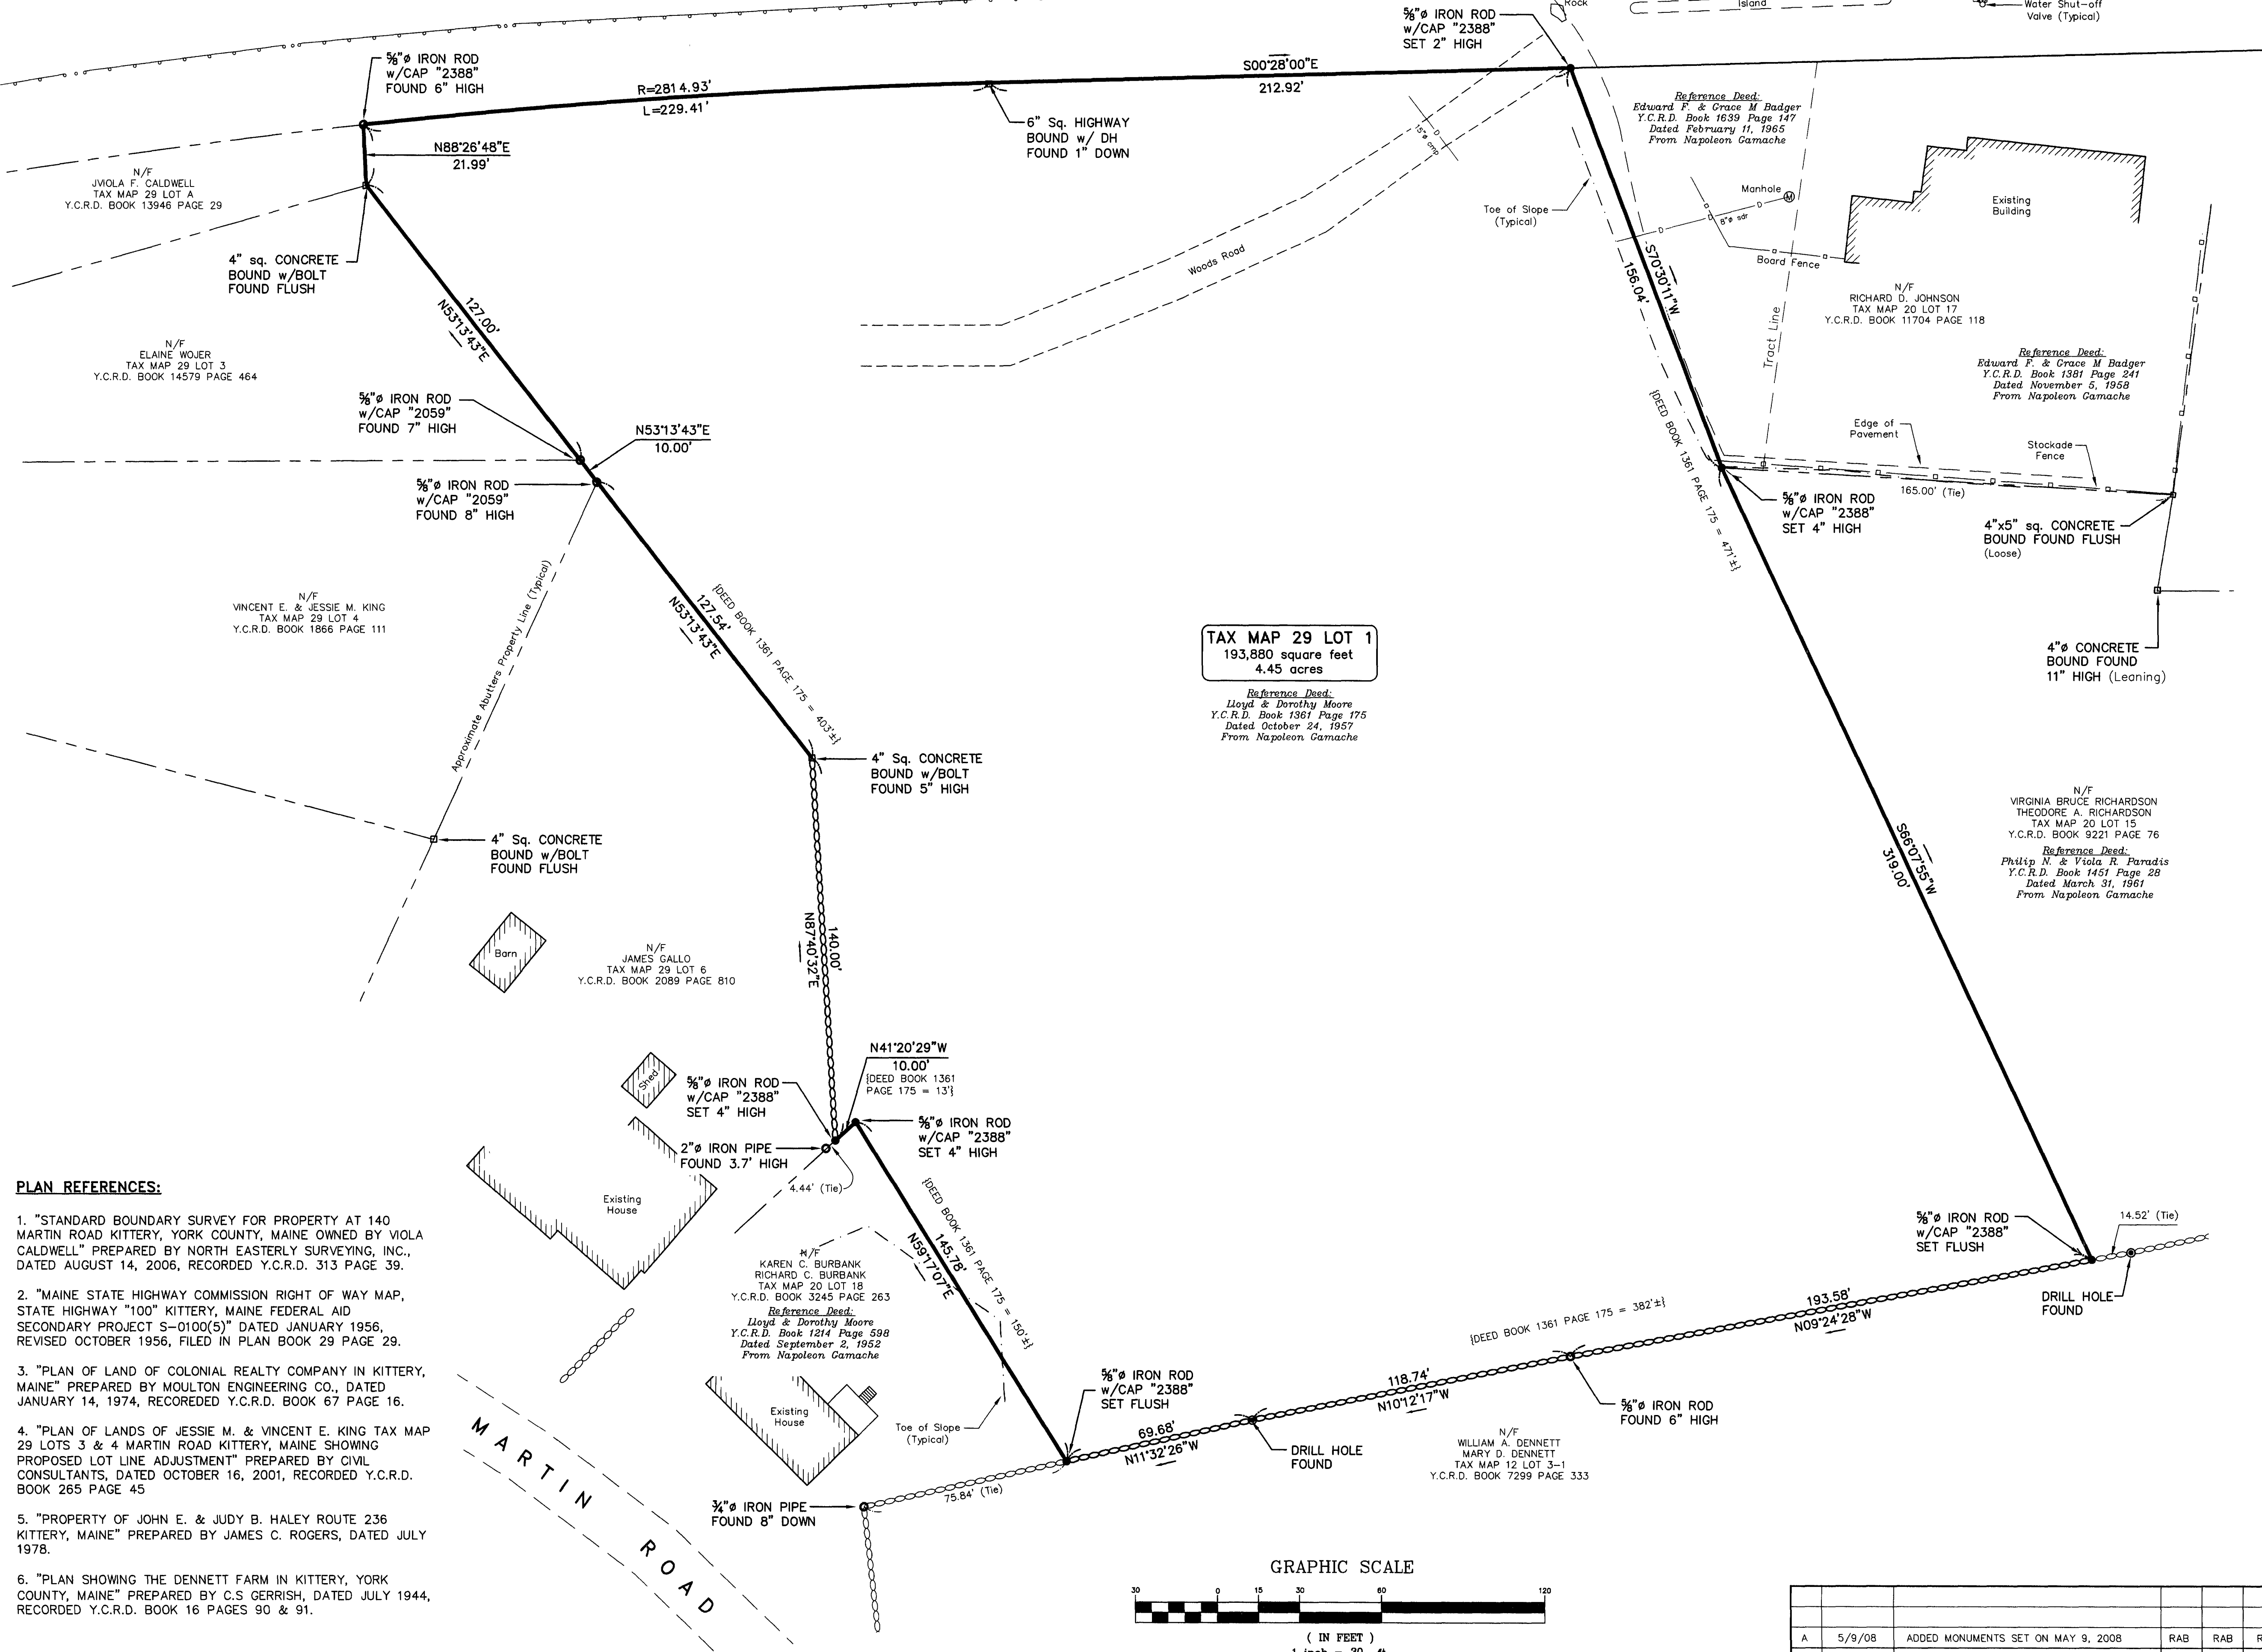 Rock
Island
Water Shut-off
Valve (Typical)
⅝"ø IRON ROD
w/CAP "2388"
SET 2" HIGH
⅝"ø IRON ROD
w/CAP "2388"
FOUND 6" HIGH
R=2814.93'
L=229.41'
S00°28'00"E
212.92'
6" Sq. HIGHWAY
BOUND w/ DH
FOUND 1" DOWN
N88°26'48"E
21.99'
N/F
JVIOLA F. CALDWELL
TAX MAP 29 LOT A
Y.C.R.D. BOOK 13946 PAGE 29
4" sq. CONCRETE
BOUND w/BOLT
FOUND FLUSH
15"ø cmp
D
D
Toe of Slope
(Typical)
Woods Road
Reference Deed:
Edward F. & Grace M Badger
Y.C.R.D. Book 1639 Page 147
Dated February 11, 1965
From Napoleon Gamache
Manhole
M
D
D
D
8"ø sdr
Board Fence
Existing
Building
S70°30'11"W
156.04'
Tract Line
N/F
RICHARD D. JOHNSON
TAX MAP 20 LOT 17
Y.C.R.D. BOOK 11704 PAGE 118
Reference Deed:
Edward F. & Grace M Badger
Y.C.R.D. Book 1381 Page 241
Dated November 5, 1958
From Napoleon Gamache
127.00'
N53°13'43"E
N/F
ELAINE WOJER
TAX MAP 29 LOT 3
Y.C.R.D. BOOK 14579 PAGE 464
⅝"ø IRON ROD
w/CAP "2059"
FOUND 7" HIGH
N53°13'43"E
10.00'
⅝"ø IRON ROD
w/CAP "2059"
FOUND 8" HIGH
{DEED BOOK 1361 PAGE 175 = 471'±}
Edge of
Pavement
Stockade
Fence
165.00' (Tie)
⅝"ø IRON ROD
w/CAP "2388"
SET 4" HIGH
4"x5" sq. CONCRETE
BOUND FOUND FLUSH
(Loose)
4"ø CONCRETE
BOUND FOUND
11" HIGH (Leaning)
N/F
VINCENT E. & JESSIE M. KING
TAX MAP 29 LOT 4
Y.C.R.D. BOOK 1866 PAGE 111
Approximate Abutters Property Line (Typical)
127.54'
N53°13'43"E
{DEED BOOK 1361 PAGE 175 = 403'±}
TAX MAP 29 LOT 1
193,880 square feet
4.45 acres
Reference Deed:
Lloyd & Dorothy Moore
Y.C.R.D. Book 1361 Page 175
Dated October 24, 1957
From Napoleon Gamache
4" Sq. CONCRETE
BOUND w/BOLT
FOUND 5" HIGH
4" Sq. CONCRETE
BOUND w/BOLT
FOUND FLUSH
N/F
VIRGINIA BRUCE RICHARDSON
THEODORE A. RICHARDSON
TAX MAP 20 LOT 15
Y.C.R.D. BOOK 9221 PAGE 76
Reference Deed:
Philip N. & Viola R. Paradis
Y.C.R.D. Book 1451 Page 28
Dated March 31, 1961
From Napoleon Gamache
S66°07'55"W
319.00'
Barn
N/F
JAMES GALLO
TAX MAP 29 LOT 6
Y.C.R.D. BOOK 2089 PAGE 810
140.00'
N87°40'32"E
N41°20'29"W
10.00'
{DEED BOOK 1361
PAGE 175 = 13'}
Shed
⅝"ø IRON ROD
w/CAP "2388"
SET 4" HIGH
⅝"ø IRON ROD
w/CAP "2388"
SET 4" HIGH
2"ø IRON PIPE
FOUND 3.7' HIGH
4.44' (Tie)
Existing
House
{DEED BOOK 1361 PAGE 175 = 150'±}
145.78'
N59°17'07"E
N/F
KAREN C. BURBANK
RICHARD C. BURBANK
TAX MAP 20 LOT 18
Y.C.R.D. BOOK 3245 PAGE 263
Reference Deed:
Lloyd & Dorothy Moore
Y.C.R.D. Book 1214 Page 598
Dated September 2, 1952
From Napoleon Gamache
Existing
House
Toe of Slope
(Typical)
⅝"ø IRON ROD
w/CAP "2388"
SET FLUSH
69.68'
N11°32'26"W
DRILL HOLE
FOUND
118.74'
N10°12'17"W
{DEED BOOK 1361 PAGE 175 = 382'±}
193.58'
N09°24'28"W
⅝"ø IRON ROD
FOUND 6" HIGH
⅝"ø IRON ROD
w/CAP "2388"
SET FLUSH
14.52' (Tie)
DRILL HOLE
FOUND
N/F
WILLIAM A. DENNETT
MARY D. DENNETT
TAX MAP 12 LOT 3-1
Y.C.R.D. BOOK 7299 PAGE 333
75.84' (Tie)
¾"ø IRON PIPE
FOUND 8" DOWN
MARTIN ROAD
PLAN REFERENCES:
1. "STANDARD BOUNDARY SURVEY FOR PROPERTY AT 140
MARTIN ROAD KITTERY, YORK COUNTY, MAINE OWNED BY VIOLA
CALDWELL" PREPARED BY NORTH EASTERLY SURVEYING, INC.,
DATED AUGUST 14, 2006, RECORDED Y.C.R.D. 313 PAGE 39.
2. "MAINE STATE HIGHWAY COMMISSION RIGHT OF WAY MAP,
STATE HIGHWAY "100" KITTERY, MAINE FEDERAL AID
SECONDARY PROJECT S-0100(5)" DATED JANUARY 1956,
REVISED OCTOBER 1956, FILED IN PLAN BOOK 29 PAGE 29.
3. "PLAN OF LAND OF COLONIAL REALTY COMPANY IN KITTERY,
MAINE" PREPARED BY MOULTON ENGINEERING CO., DATED
JANUARY 14, 1974, RECOREDED Y.C.R.D. BOOK 67 PAGE 16.
4. "PLAN OF LANDS OF JESSIE M. & VINCENT E. KING TAX MAP
29 LOTS 3 & 4 MARTIN ROAD KITTERY, MAINE SHOWING
PROPOSED LOT LINE ADJUSTMENT" PREPARED BY CIVIL
CONSULTANTS, DATED OCTOBER 16, 2001, RECORDED Y.C.R.D.
BOOK 265 PAGE 45
5. "PROPERTY OF JOHN E. & JUDY B. HALEY ROUTE 236
KITTERY, MAINE" PREPARED BY JAMES C. ROGERS, DATED JULY
1978.
6. "PLAN SHOWING THE DENNETT FARM IN KITTERY, YORK
COUNTY, MAINE" PREPARED BY C.S GERRISH, DATED JULY 1944,
RECORDED Y.C.R.D. BOOK 16 PAGES 90 & 91.
GRAPHIC SCALE
30 0 15 30 60 120
( IN FEET )
1 inch = 30 ft.
A 5/9/08 ADDED MONUMENTS SET ON MAY 9, 2008 RAB RAB